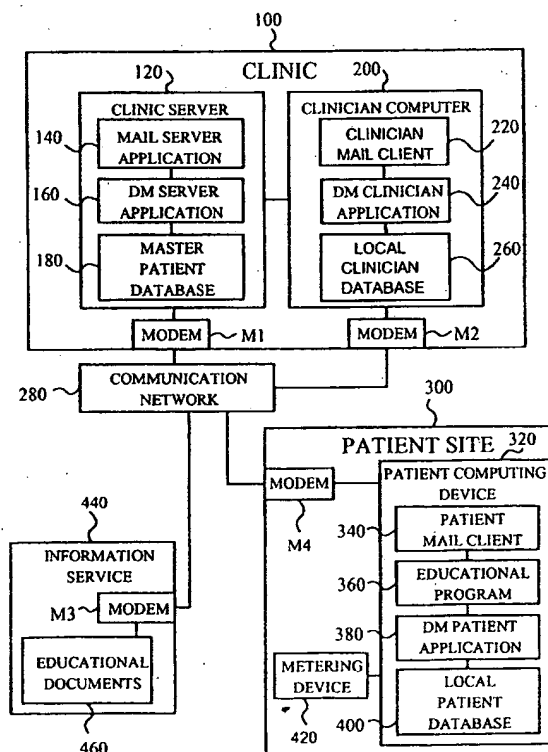 100
CLINIC
120
200
CLINIC SERVER
CLINICIAN COMPUTER
140
MAIL SERVER
APPLICATION
CLINICIAN
MAIL CLIENT
220
160
DM SERVER
APPLICATION
DM CLINICIAN
APPLICATION
240
180
MASTER
PATIENT
DATABASE
LOCAL
CLINICIAN
DATABASE
260
MODEM
M1
MODEM
M2
280
COMMUNICATION
NETWORK
300
PATIENT SITE
320
MODEM
M4
PATIENT COMPUTING
DEVICE
340
PATIENT
MAIL CLIENT
360
EDUCATIONAL
PROGRAM
380
DM PATIENT
APPLICATION
METERING
DEVICE
420
400
LOCAL
PATIENT
DATABASE
440
INFORMATION
SERVICE
M3
MODEM
EDUCATIONAL
DOCUMENTS
460